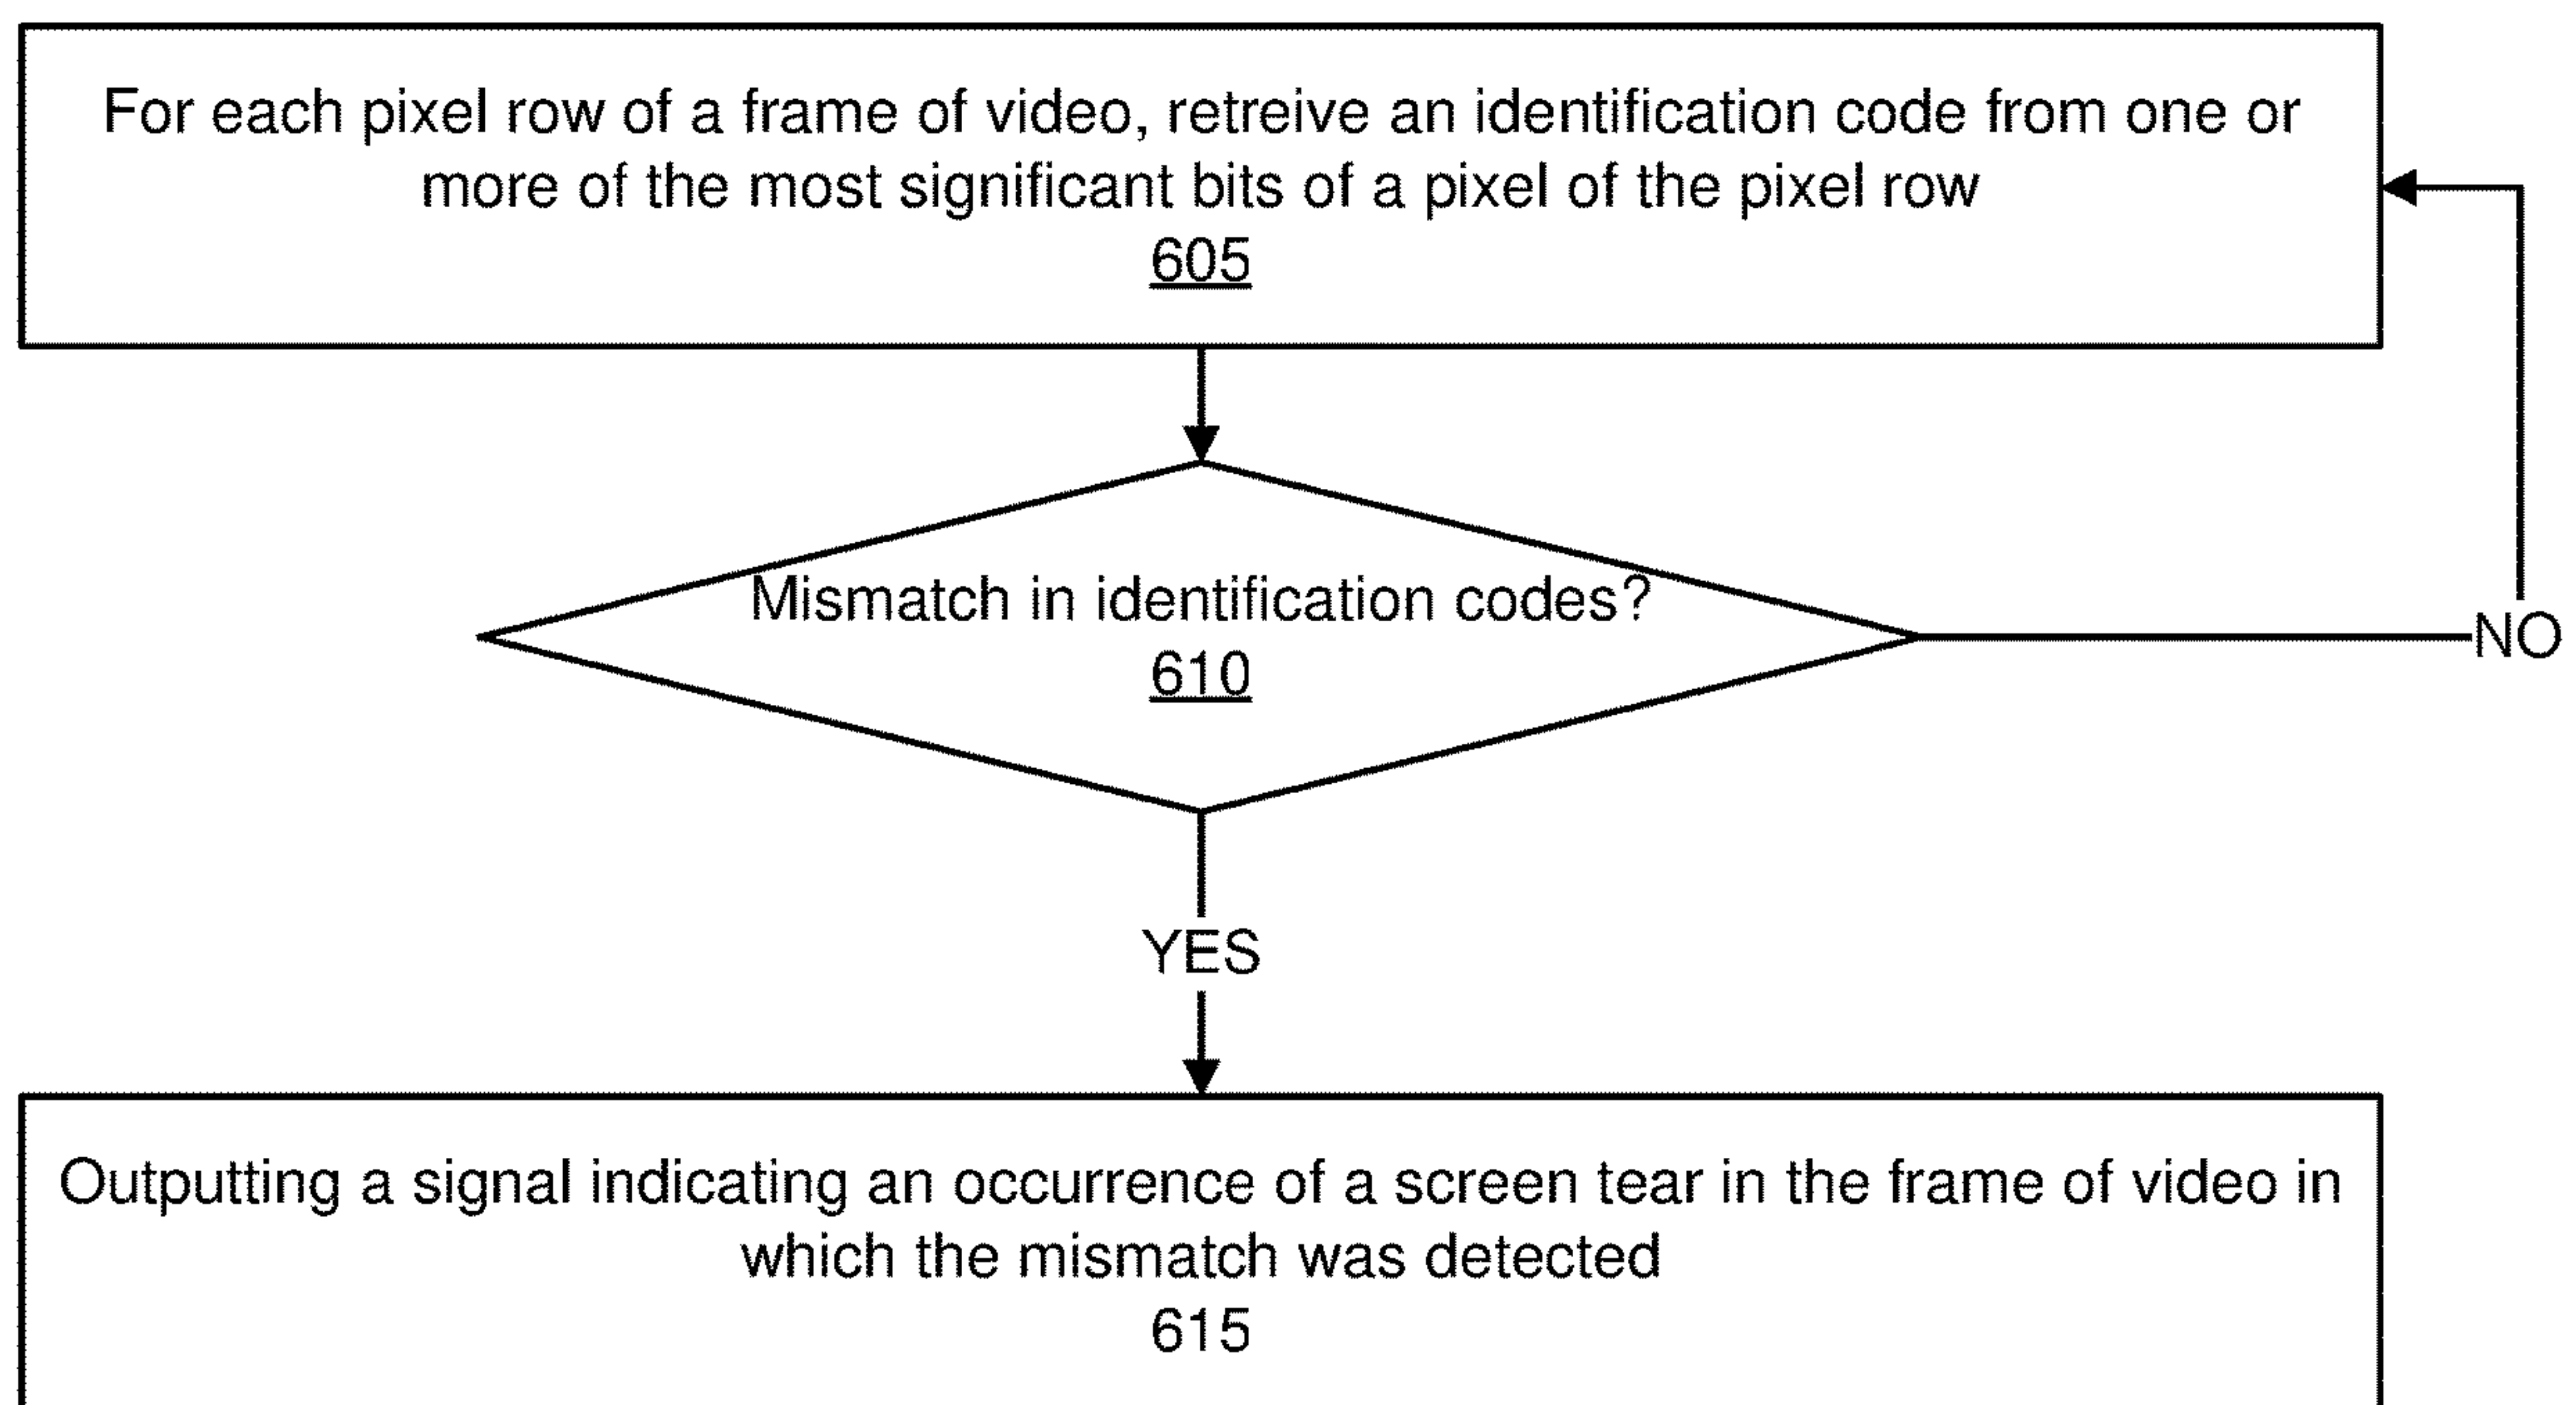 For each pixel row of a frame of video, retreive an identification code from one or
more of the most significant bits of a pixel of the pixel row
605
Mismatch in identification codes?
610
NO
YES
Outputting a signal indicating an occurrence of a screen tear in the frame of video in
which the mismatch was detected
615